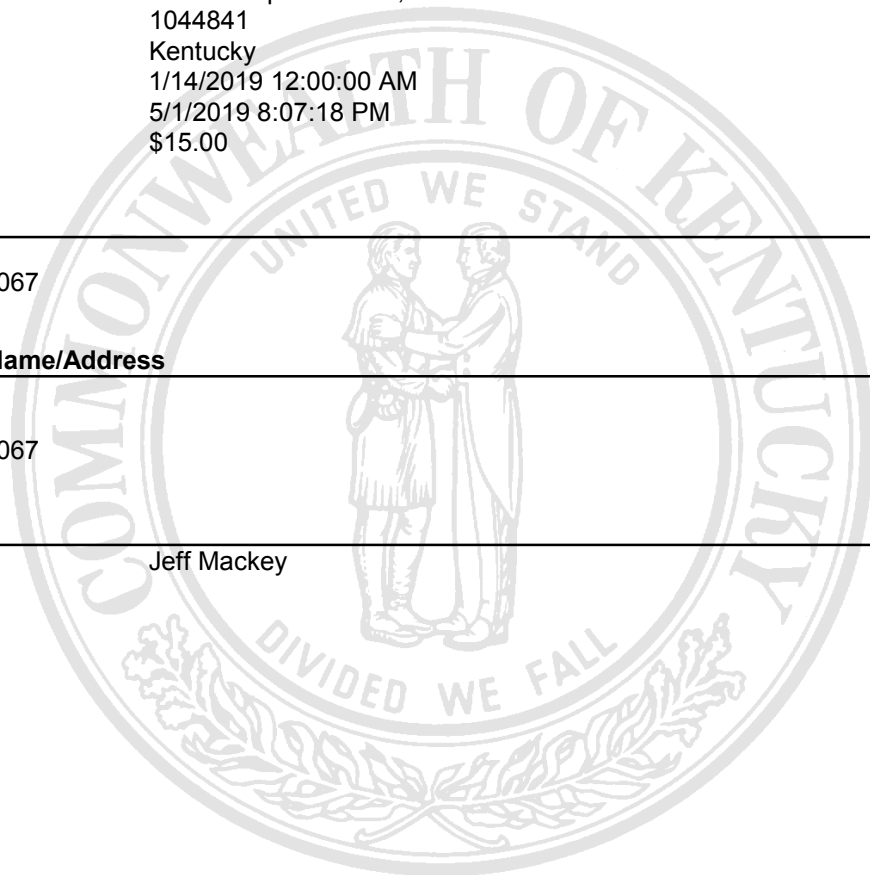 1044841
Kentucky
1/14/2019 12:00:00 AM
5/1/2019 8:07:18 PM
$15.00
067
Name/Address
067
Jeff Mackey
COMMONWEALTH OF KENTUCKY
UNITED WE STAND
DIVIDED WE FALL